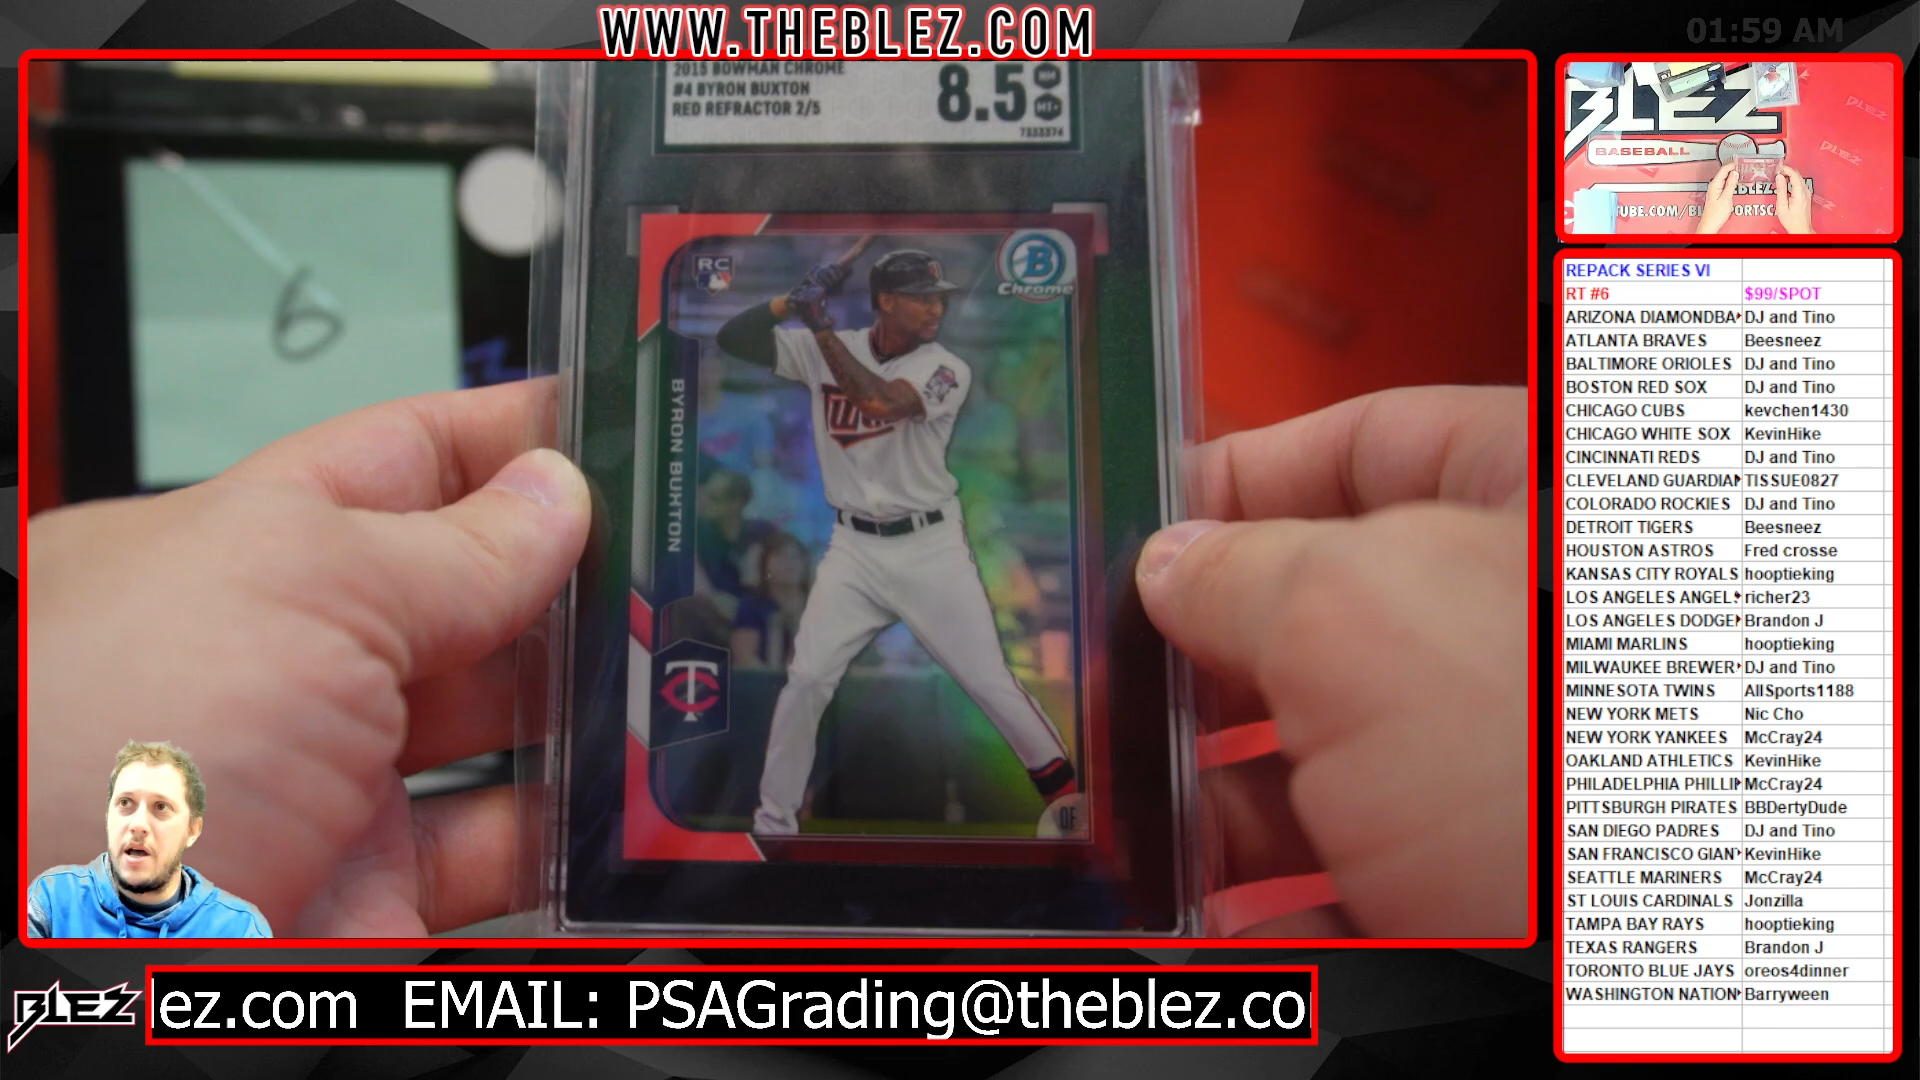 WWW.THEBLEZ.COM
01:59 AM
2015 BOWMAN CHROME
#4 BYRON BUXTON
RED REFRACTOR 2/5
8.5
NM
MT+
7333374
6
RC
B
Chrome
BYRON BUXTON
TC
OF
BLEZ
BASEBALL
REPACK SERIES VI
RT #6 $99/SPOT
ARIZONA DIAMONDBA DJ and Tino
ATLANTA BRAVES Beesneez
BALTIMORE ORIOLES DJ and Tino
BOSTON RED SOX DJ and Tino
CHICAGO CUBS kevchen1430
CHICAGO WHITE SOX KevinHike
CINCINNATI REDS DJ and Tino
CLEVELAND GUARDIAN TISSUE0827
COLORADO ROCKIES DJ and Tino
DETROIT TIGERS Beesneez
HOUSTON ASTROS Fred crosse
KANSAS CITY ROYALS hooptieking
LOS ANGELES ANGELS richer23
LOS ANGELES DODGE Brandon J
MIAMI MARLINS hooptieking
MILWAUKEE BREWER DJ and Tino
MINNESOTA TWINS AllSports1188
NEW YORK METS Nic Cho
NEW YORK YANKEES McCray24
OAKLAND ATHLETICS KevinHike
PHILADELPHIA PHILLI McCray24
PITTSBURGH PIRATES BBDertyDude
SAN DIEGO PADRES DJ and Tino
SAN FRANCISCO GIAN KevinHike
SEATTLE MARINERS McCray24
ST LOUIS CARDINALS Jonzilla
TAMPA BAY RAYS hooptieking
TEXAS RANGERS Brandon J
TORONTO BLUE JAYS oreos4dinner
WASHINGTON NATION Barryween
BLEZ
lez.com EMAIL: PSAGrading@theblez.co